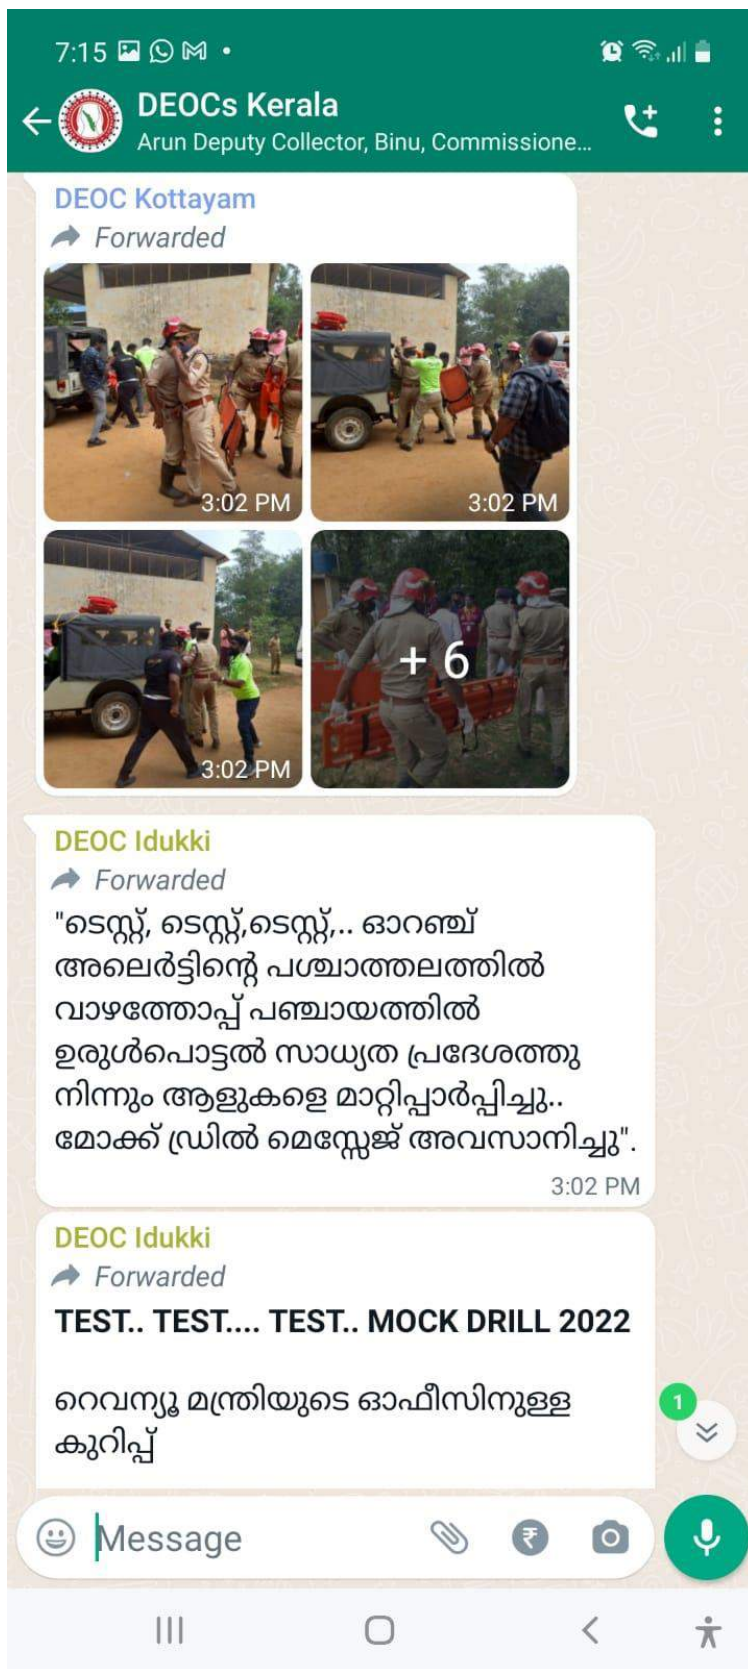 7:15
DEOCs Kerala
Arun Deputy Collector, Binu, Commissione...
DEOC Kottayam
Forwarded
3:02 PM
3:02 PM
3:02 PM
+ 6
DEOC Idukki
Forwarded
"ടെസ്റ്റ്, ടെസ്റ്റ്,ടെസ്റ്റ്,.. ഓറഞ്ച്
അലെർട്ടിന്റെ പശ്ചാത്തലത്തിൽ
വാഴത്തോപ്പ് പഞ്ചായത്തിൽ
ഉരുൾപൊട്ടൽ സാധ്യത പ്രദേശത്തു
നിന്നും ആളുകളെ മാറ്റിപ്പാർപ്പിച്ചു..
മോക്ക് ഡ്രിൽ മെസ്സേജ് അവസാനിച്ചു".
3:02 PM
DEOC Idukki
Forwarded
TEST.. TEST.... TEST.. MOCK DRILL 2022
റെവന്യൂ മന്ത്രിയുടെ ഓഫീസിനുള്ള
കുറിപ്പ്
1
Message